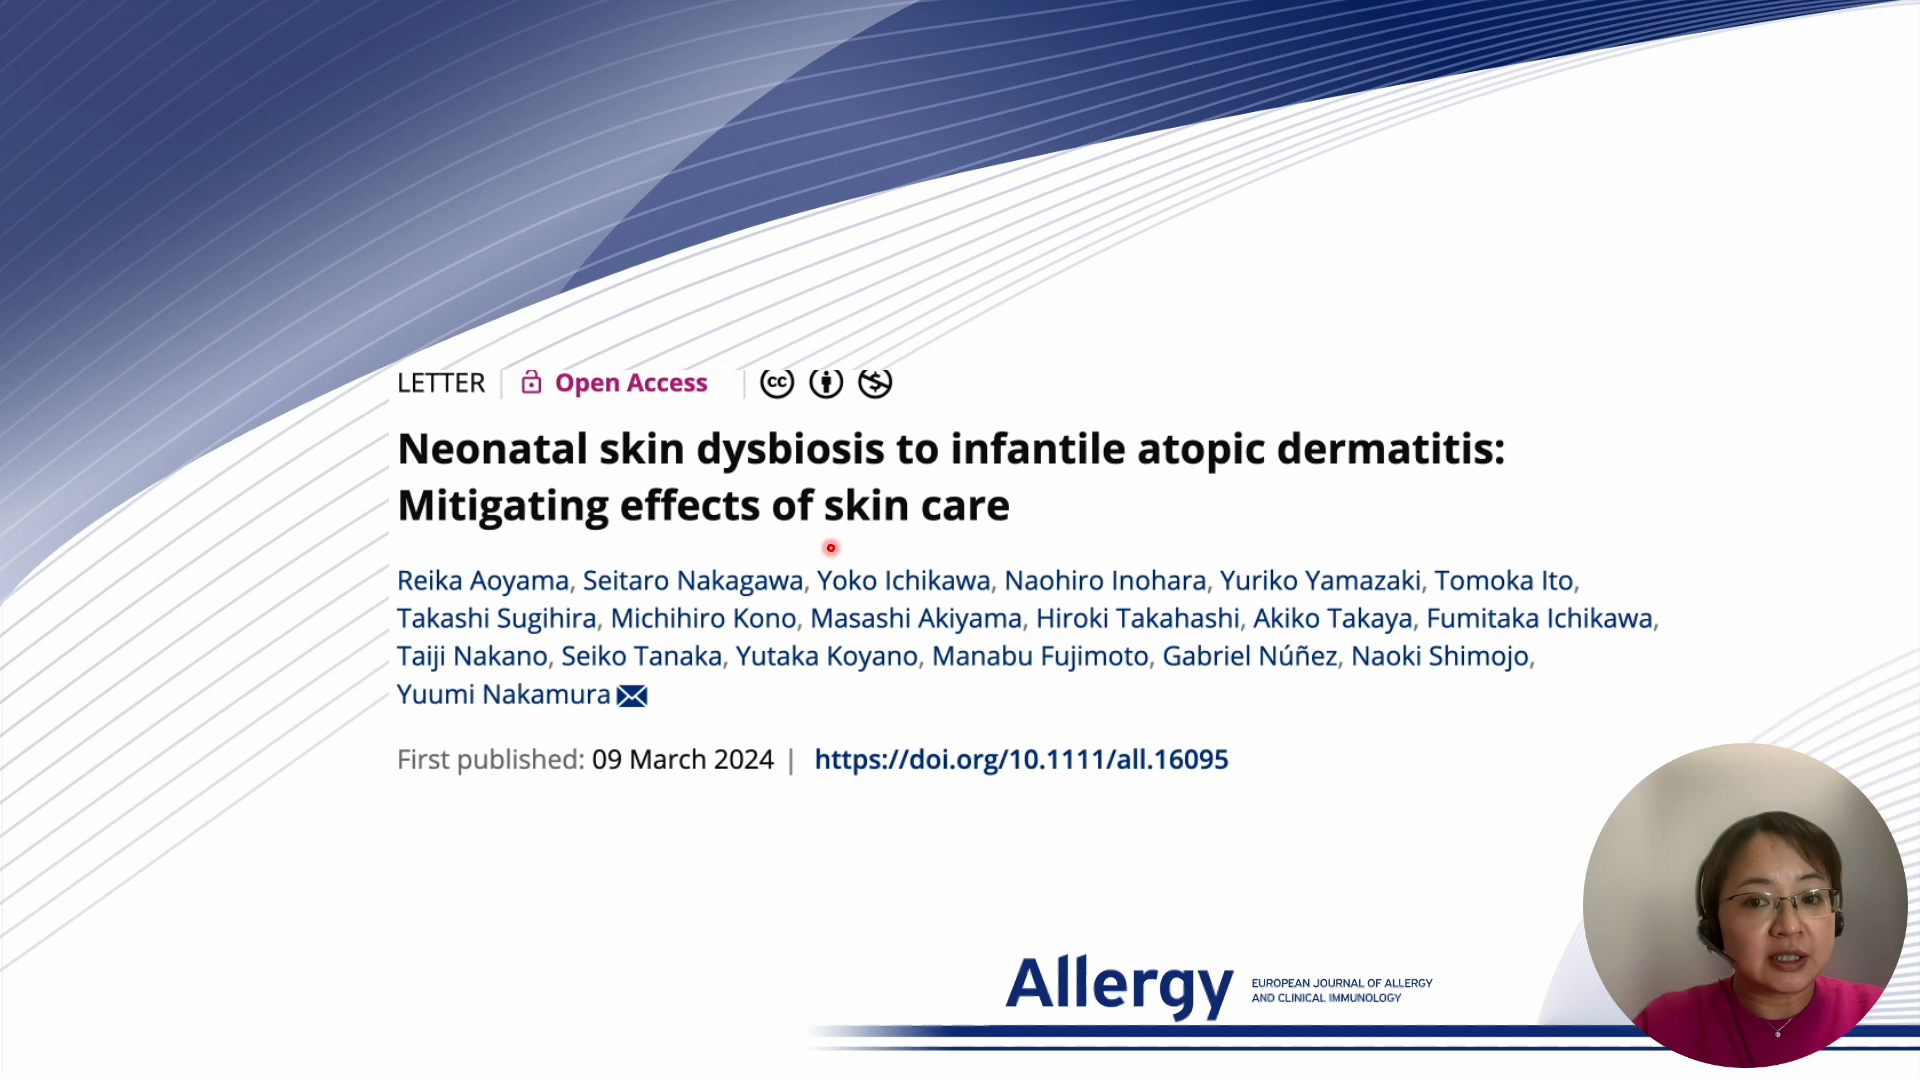 LETTER | Open Access | cc
Neonatal skin dysbiosis to infantile atopic dermatitis:
Mitigating effects of skin care
Reika Aoyama, Seitaro Nakagawa, Yoko Ichikawa, Naohiro Inohara, Yuriko Yamazaki, Tomoka Ito,
Takashi Sugihira, Michihiro Kono, Masashi Akiyama, Hiroki Takahashi, Akiko Takaya, Fumitaka Ichikawa,
Taiji Nakano, Seiko Tanaka, Yutaka Koyano, Manabu Fujimoto, Gabriel Núñez, Naoki Shimojo,
Yuumi Nakamura
First published: 09 March 2024 | https://doi.org/10.1111/all.16095
Allergy
EUROPEAN JOURNAL OF ALLERGY
AND CLINICAL IMMUNOLOGY